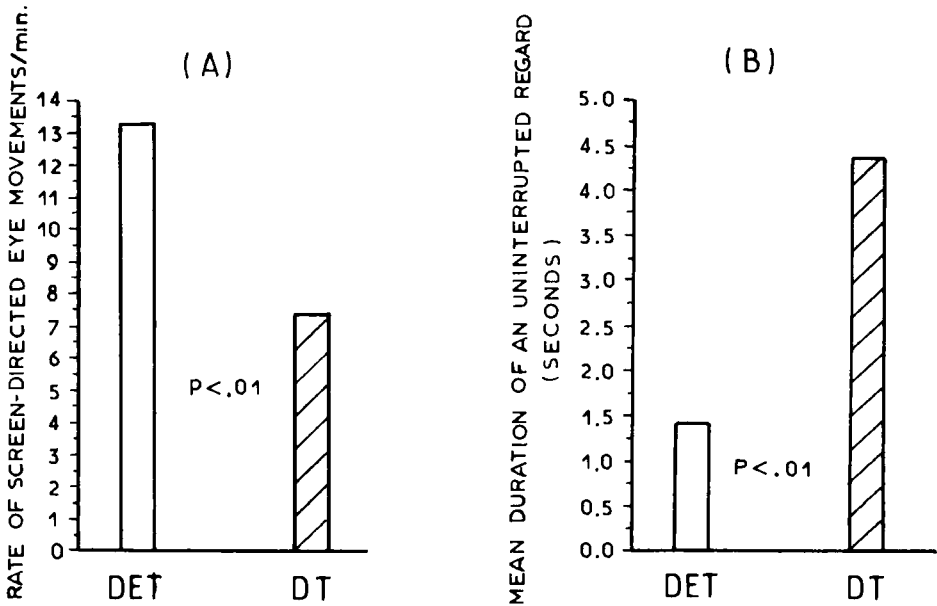 (A)
RATE OF SCREEN-DIRECTED EYE MOVEMENTS/min.
14
13
12
11
10
9
8
7
6
5
4
3
2
1
0
P<.01
DET
DT
(B)
MEAN DURATION OF AN UNINTERRUPTED REGARD
(SECONDS)
5.0
4.5
4.0
3.5
3.0
2.5
2.0
1.5
1.0
0.5
0.0
P<.01
DET
DT